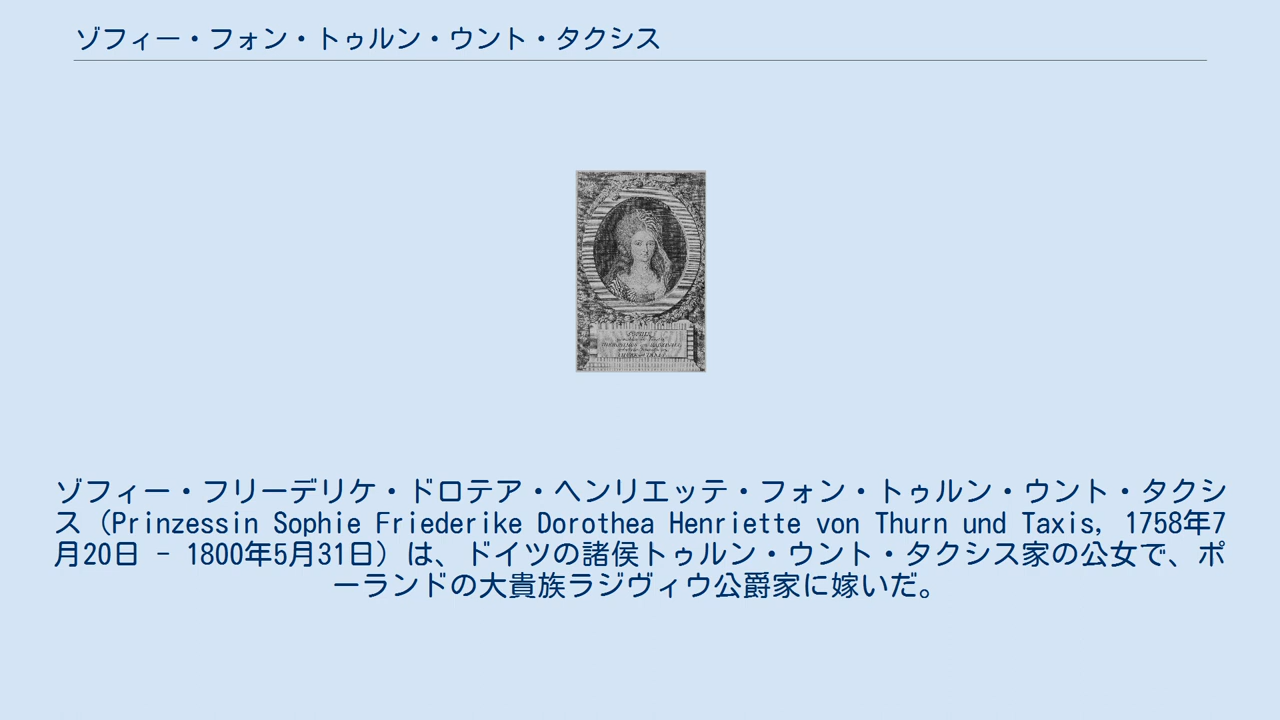 ゾフィー・フォン・トゥルン・ウント・タクシス
ゾフィー・フリーデリケ・ドロテア・ヘンリエッテ・フォン・トゥルン・ウント・タクシ
ス（Prinzessin Sophie Friederike Dorothea Henriette von Thurn und Taxis, 1758年7
月20日 - 1800年5月31日）は、ドイツの諸侯トゥルン・ウント・タクシス家の公女で、ポ
ーランドの大貴族ラジヴィウ公爵家に嫁いだ。